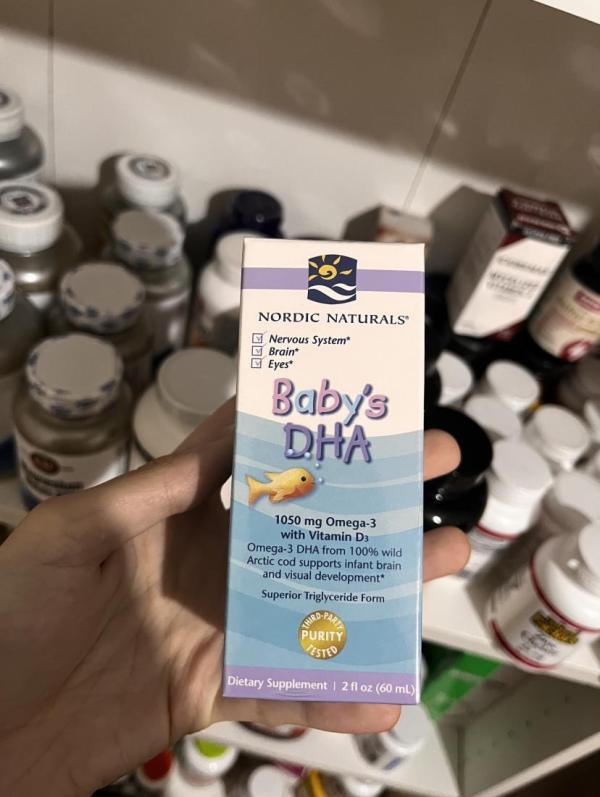 NORDIC NATURALS®
Nervous System*
Brain*
Eyes*
Baby's
DHA
1050 mg Omega-3
with Vitamin D3
Omega-3 DHA from 100% wild
Arctic cod supports infant brain
and visual development*
Superior Triglyceride Form
THIRD-PARTY
PURITY
TESTED
Dietary Supplement | 2 fl oz (60 mL)